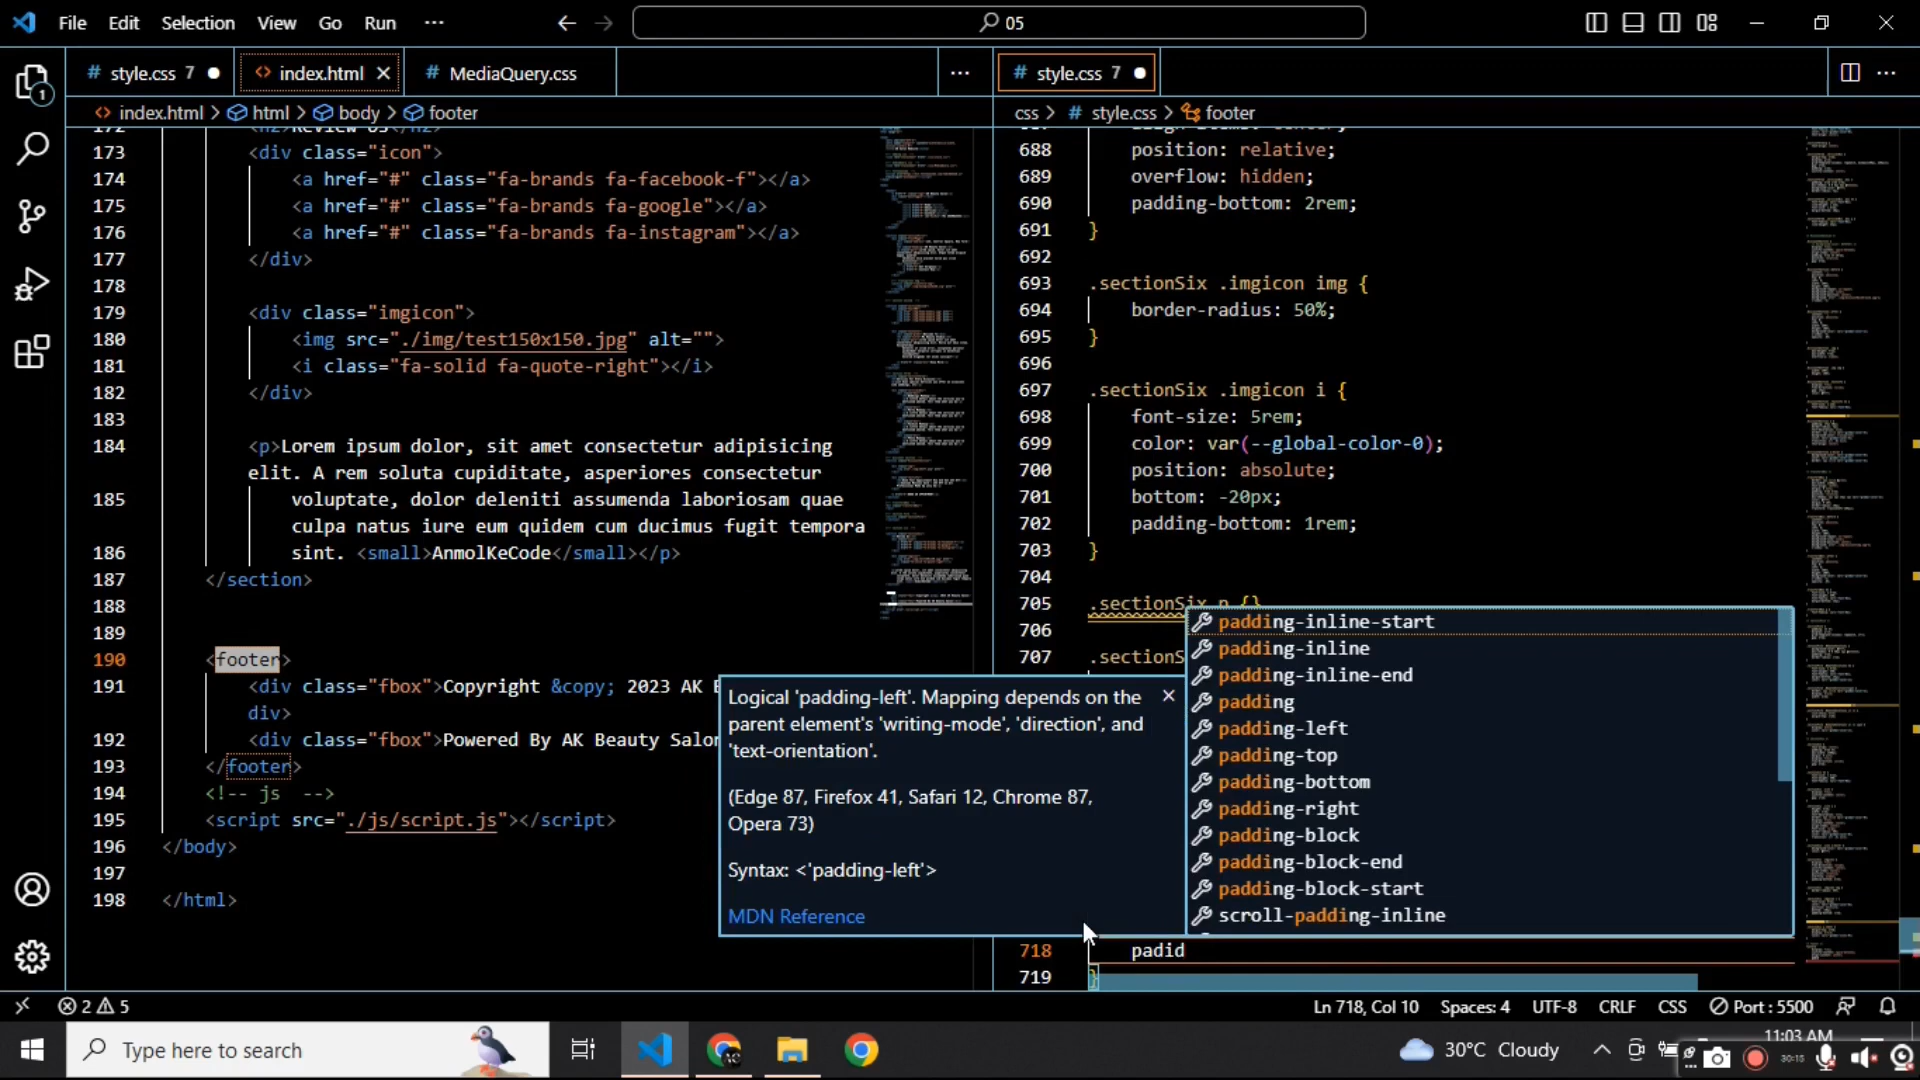 File Edit Selection View Go Run ··· 05
# style.css 7 index.html # MediaQuery.css ··· # style.css 7 ···
1
index.html > html > body > footer css > # style.css > footer
173 <div class="icon">
174 <a href="#" class="fa-brands fa-facebook-f"></a>
175 <a href="#" class="fa-brands fa-google"></a>
176 <a href="#" class="fa-brands fa-instagram"></a>
177 </div>
178
179 <div class="imgicon">
180 <img src="./img/test150x150.jpg" alt="">
181 <i class="fa-solid fa-quote-right"></i>
182 </div>
183
184 <p>Lorem ipsum dolor, sit amet consectetur adipisicing
elit. A rem soluta cupiditate, asperiores consectetur
185 voluptate, dolor deleniti assumenda laboriosam quae
culpa natus iure eum quidem cum ducimus fugit tempora
186 sint. <small>AnmolKeCode</small></p>
187 </section>
188
189
190 <footer>
191 <div class="fbox">Copyright &copy; 2023 AK
div>
192 <div class="fbox">Powered By AK Beauty Salon
193 </footer>
194 <!-- js -->
195 <script src="./js/script.js"></script>
196 </body>
197
198 </html>
688 position: relative;
689 overflow: hidden;
690 padding-bottom: 2rem;
691 }
692
693 .sectionSix .imgicon img {
694 border-radius: 50%;
695 }
696
697 .sectionSix .imgicon i {
698 font-size: 5rem;
699 color: var(--global-color-0);
700 position: absolute;
701 bottom: -20px;
702 padding-bottom: 1rem;
703 }
704
705 .sectionSix p {}
706
707 .sectionS
718 padid
719 }
padding-inline-start
padding-inline
padding-inline-end
padding
padding-left
padding-top
padding-bottom
padding-right
padding-block
padding-block-end
padding-block-start
scroll-padding-inline
Logical 'padding-left'. Mapping depends on the
parent element's 'writing-mode', 'direction', and
'text-orientation'.
(Edge 87, Firefox 41, Safari 12, Chrome 87,
Opera 73)
Syntax: <'padding-left'>
MDN Reference
2 5 Ln 718, Col 10 Spaces: 4 UTF-8 CRLF CSS Port : 5500
Type here to search 30°C Cloudy 11:03 AM
30:15